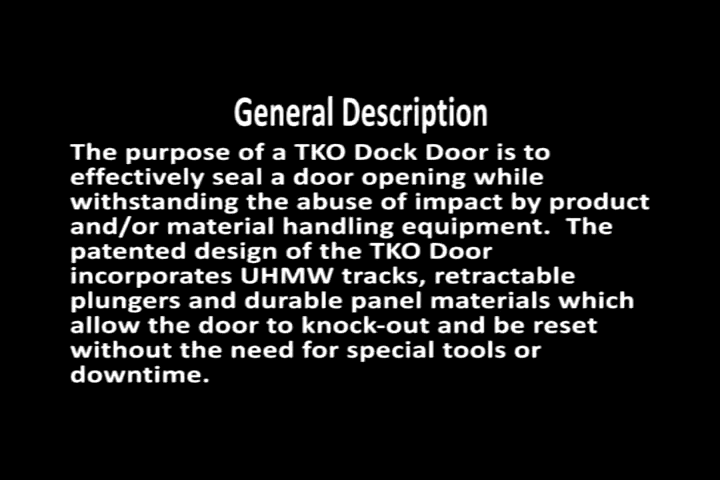 General Description
The purpose of a TKO Dock Door is to
effectively seal a door opening while
withstanding the abuse of impact by product
and/or material handling equipment.  The
patented design of the TKO Door
incorporates UHMW tracks, retractable
plungers and durable panel materials which
allow the door to knock-out and be reset
without the need for special tools or
downtime.